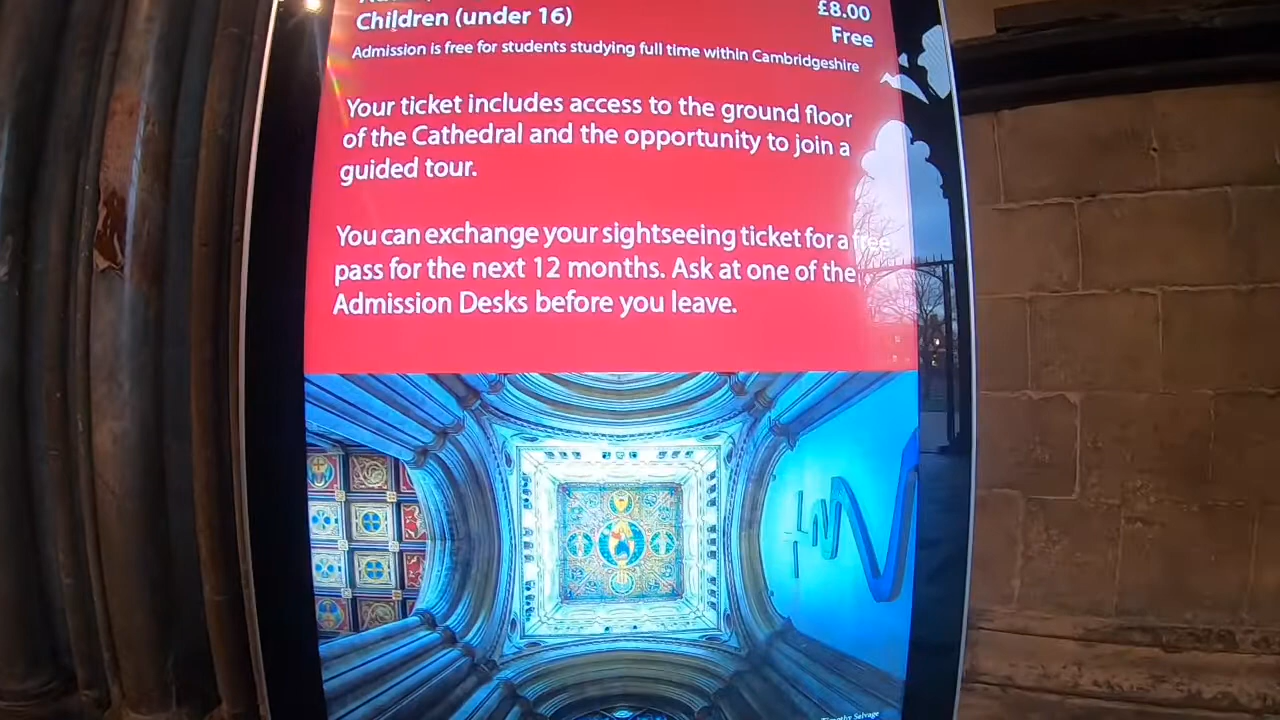 £8.00
Children (under 16) Free
Admission is free for students studying full time within Cambridgeshire
Your ticket includes access to the ground floor
of the Cathedral and the opportunity to join a
guided tour.
You can exchange your sightseeing ticket for a free
pass for the next 12 months. Ask at one of the
Admission Desks before you leave.
Timothy Selvage